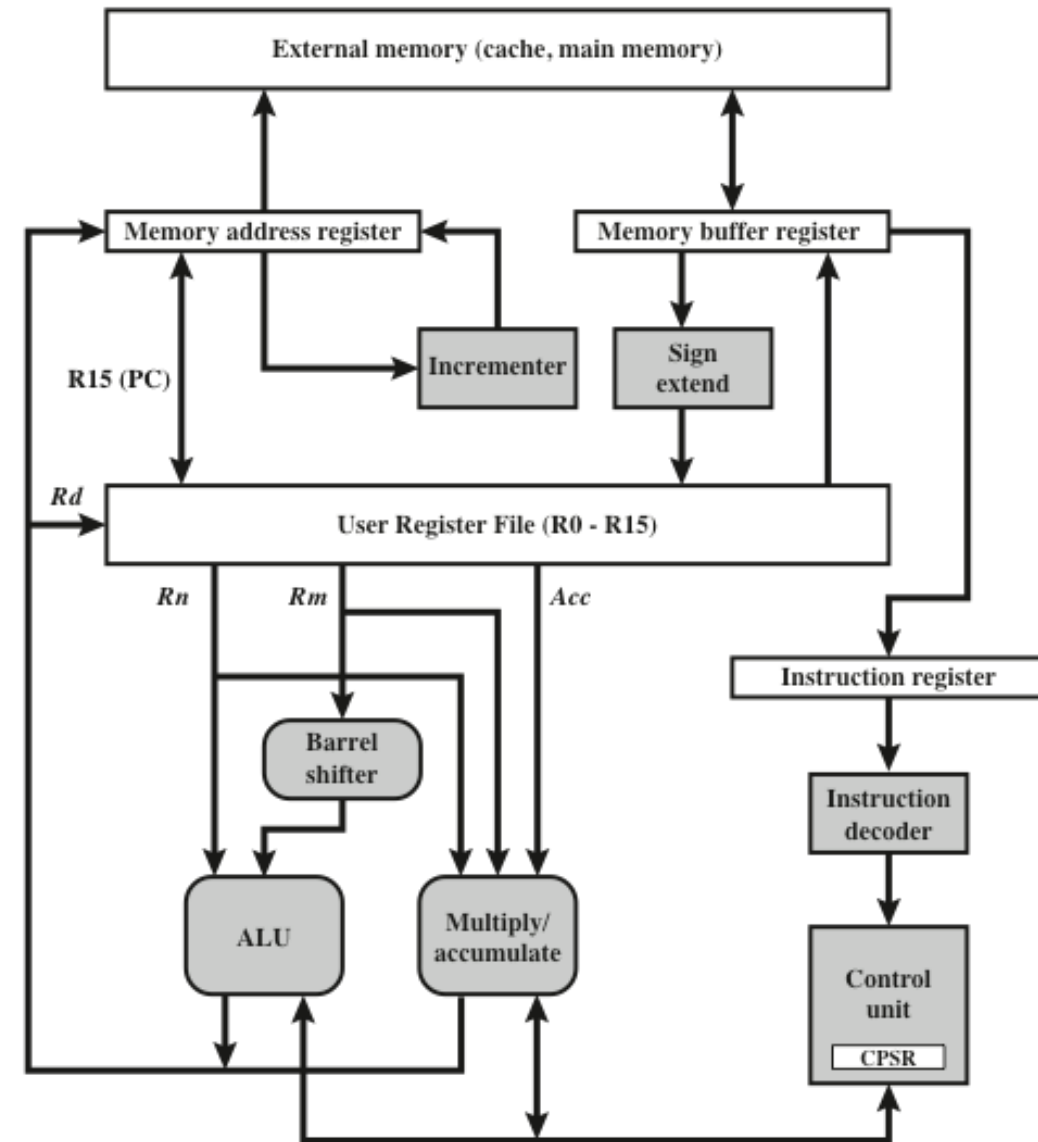 External memory (cache, main memory)
Memory address register
Memory buffer register
Incrementer
Sign
extend
R15 (PC)
Rd
User Register File (R0 - R15)
Rn
Rm
Acc
Instruction register
Barrel
shifter
Instruction
decoder
ALU
Multiply/
accumulate
Control
unit
CPSR